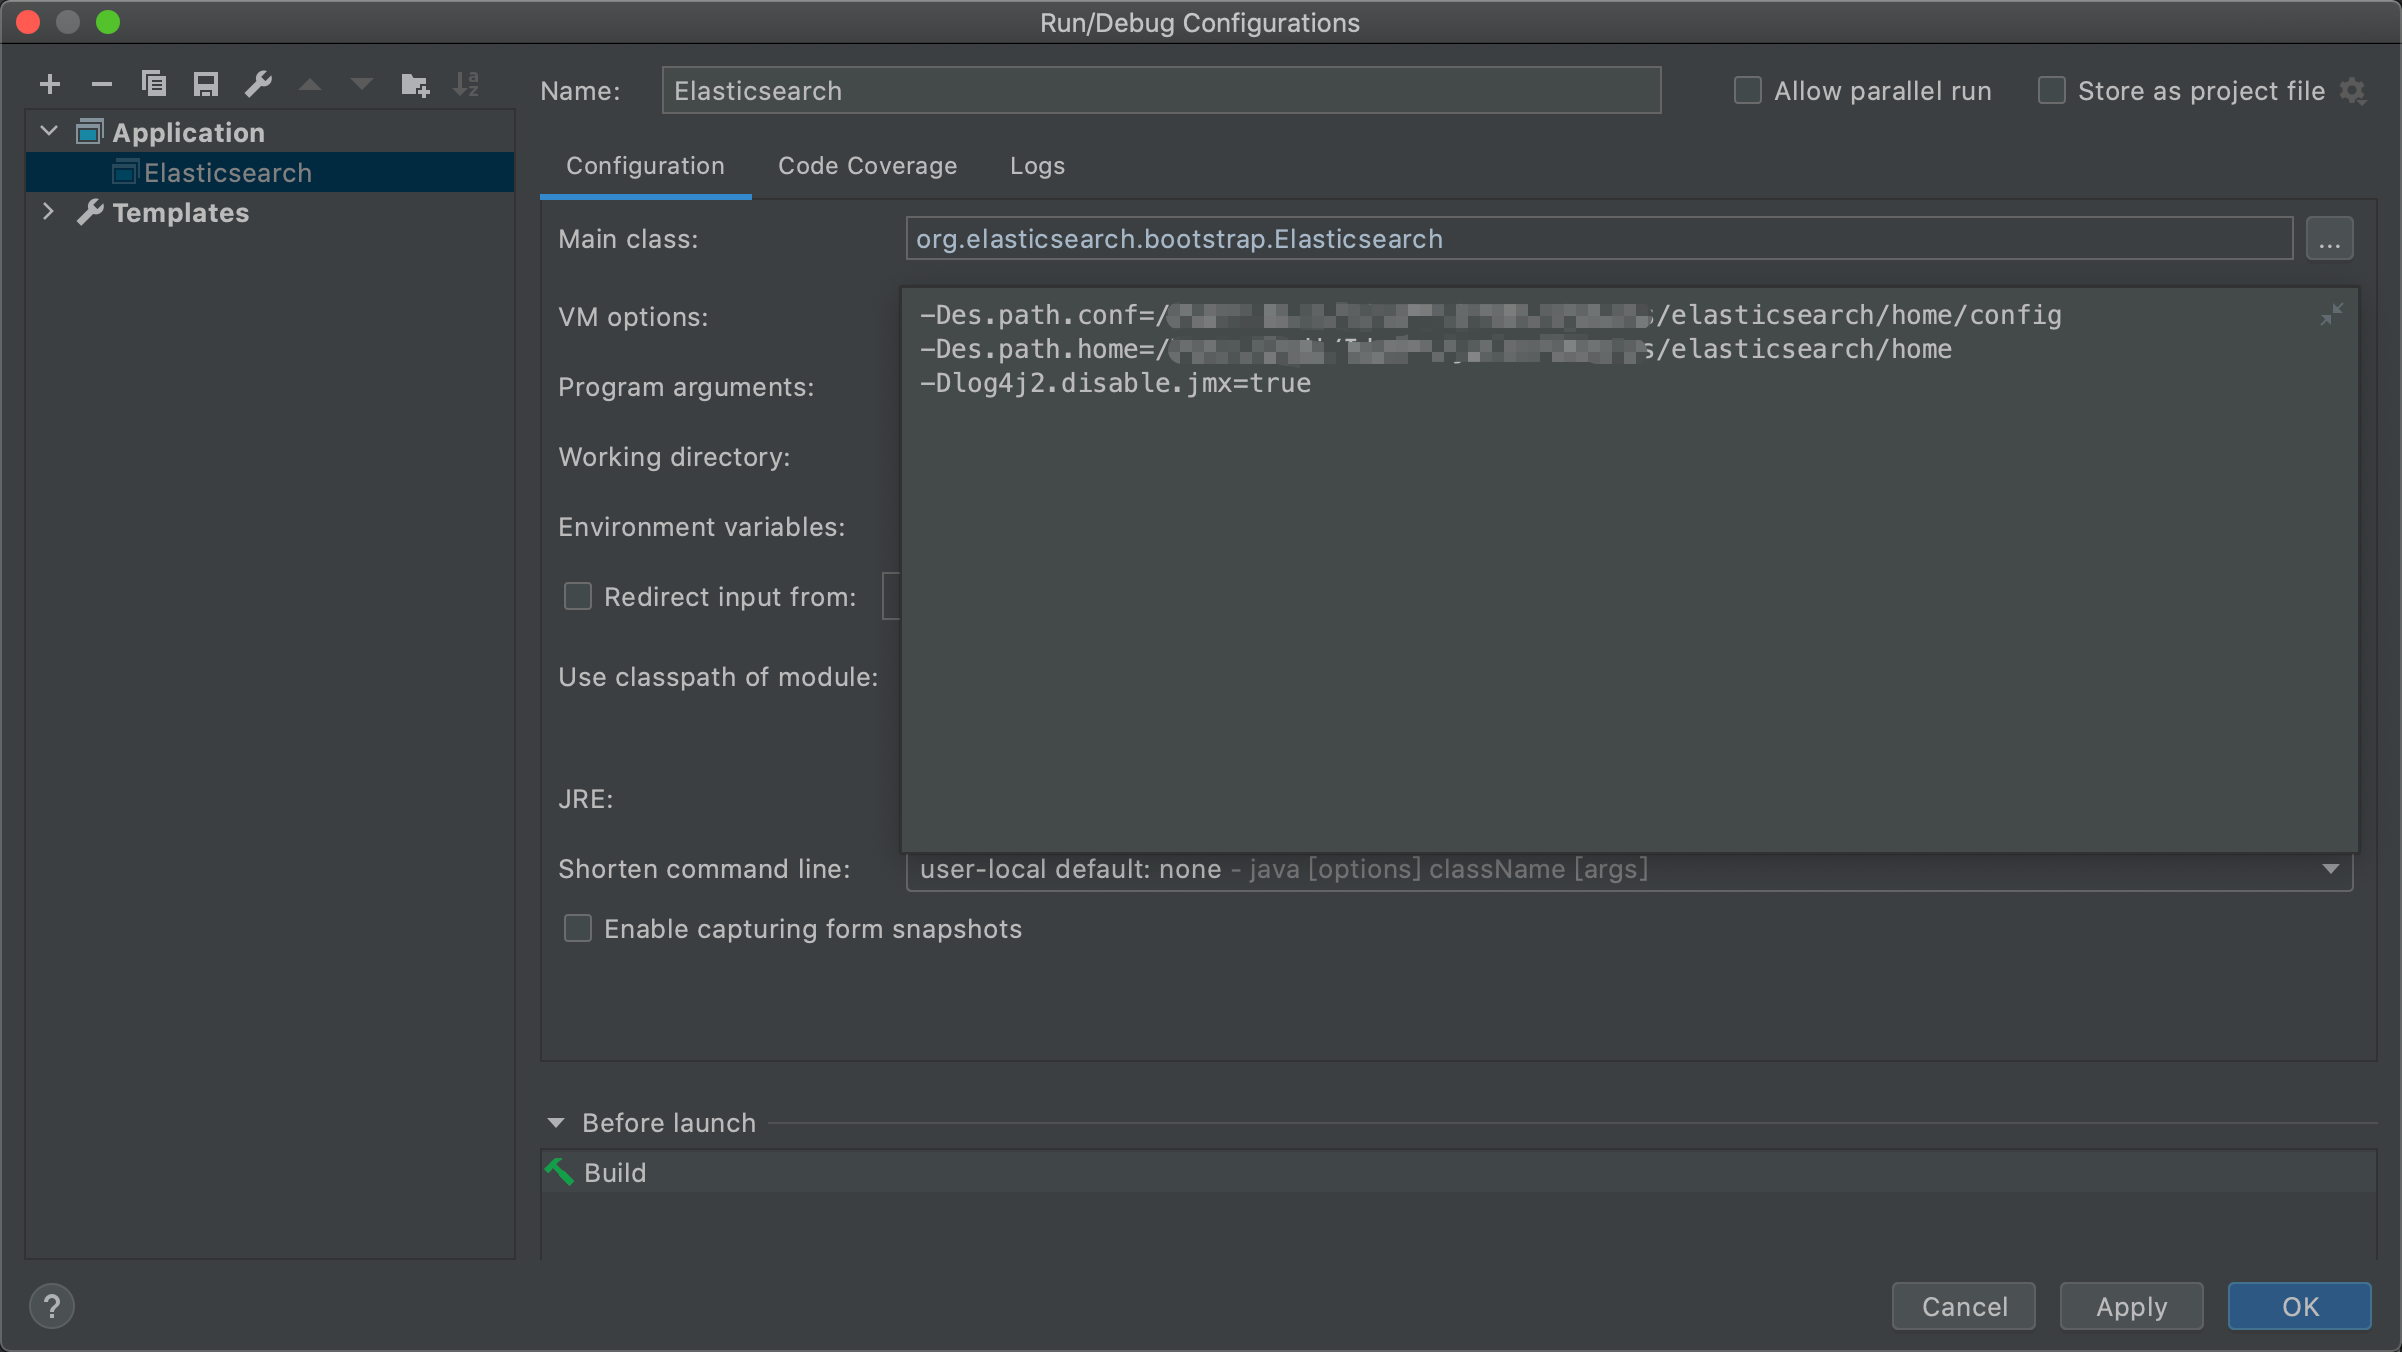 Run/Debug Configurations
Name: Elasticsearch
Allow parallel run
Store as project file
Application
Elasticsearch
Templates
Configuration
Code Coverage
Logs
Main class: org.elasticsearch.bootstrap.Elasticsearch ...
VM options:
-Des.path.conf=/ /elasticsearch/home/config
-Des.path.home=/ s/elasticsearch/home
-Dlog4j2.disable.jmx=true
Program arguments:
Working directory:
Environment variables:
Redirect input from:
Use classpath of module:
JRE:
Shorten command line: user-local default: none - java [options] className [args]
Enable capturing form snapshots
Before launch
Build
?
Cancel
Apply
OK